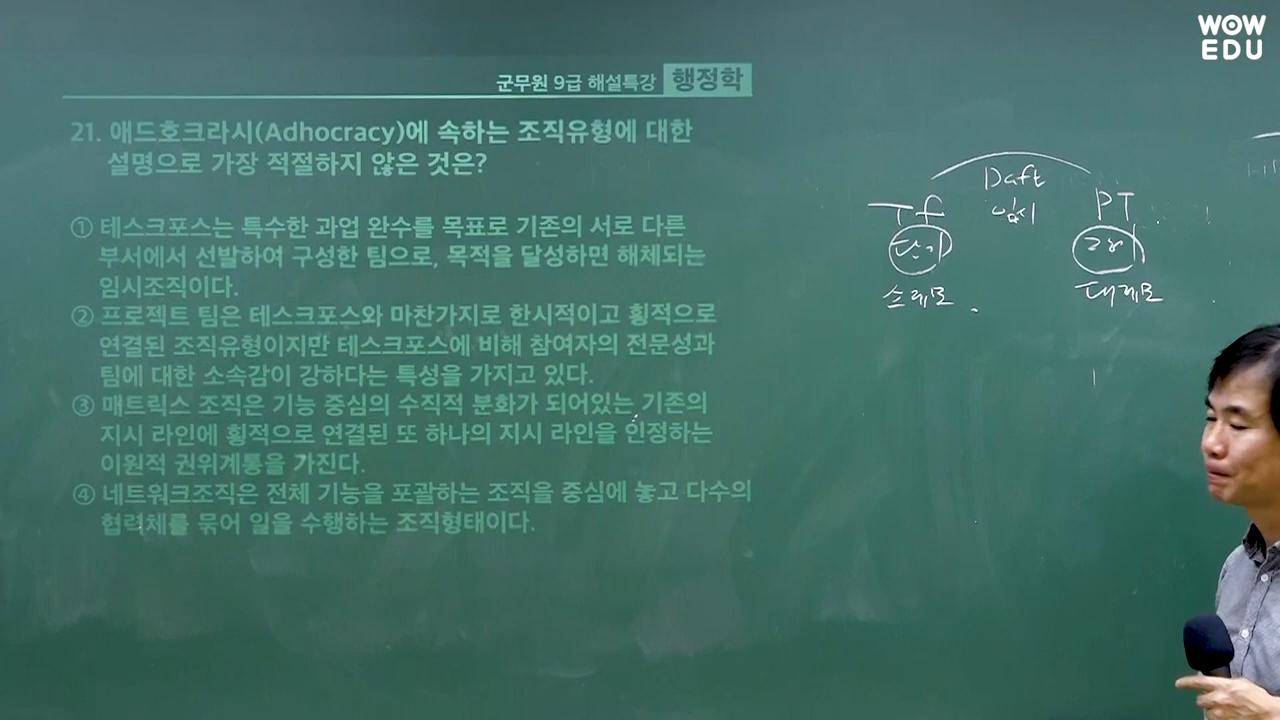 WOW
EDU
군무원 9급 해설특강 행정학
21. 애드호크라시(Adhocracy)에 속하는 조직유형에 대한
설명으로 가장 적절하지 않은 것은?
① 테스크포스는 특수한 과업 완수를 목표로 기존의 서로 다른
부서에서 선발하여 구성한 팀으로, 목적을 달성하면 해체되는
임시조직이다.
② 프로젝트 팀은 테스크포스와 마찬가지로 한시적이고 횡적으로
연결된 조직유형이지만 테스크포스에 비해 참여자의 전문성과
팀에 대한 소속감이 강하다는 특성을 가지고 있다.
③ 매트릭스 조직은 기능 중심의 수직적 분화가 되어있는 기존의
지시 라인에 횡적으로 연결된 또 하나의 지시 라인을 인정하는
이원적 권위계통을 가진다.
④ 네트워크조직은 전체 기능을 포괄하는 조직을 중심에 놓고 다수의
협력체를 묶어 일을 수행하는 조직형태이다.
Daft
Tf 임시 PT
단기
소규모 대규모